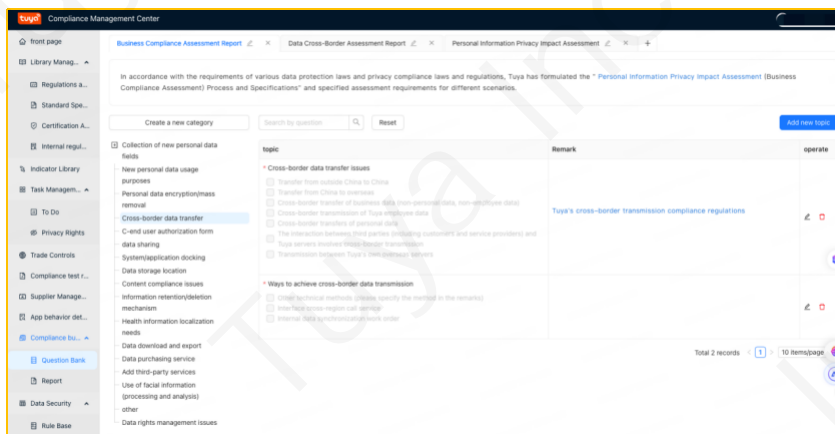 tuya Compliance Management Center
front page
Library Manag...
Regulations a...
Standard Spe...
Certification A...
Internal regul...
Indicator Library
Task Managem...
To Do
Privacy Rights
Trade Controls
Compliance test r...
Supplier Manage...
App behavior det...
Compliance bu...
Question Bank
Report
Data Security
Rule Base
Business Compliance Assessment Report
Data Cross-Border Assessment Report
Personal Information Privacy Impact Assessment
In accordance with the requirements of various data protection laws and privacy compliance laws and regulations, Tuya has formulated the " Personal Information Privacy Impact Assessment (Business
Compliance Assessment) Process and Specifications" and specified assessment requirements for different scenarios.
Create a new category
Search by question
Reset
Add new topic
Collection of new personal data
fields
New personal data usage
purposes
Personal data encryption/mass
removal
Cross-border data transfer
C-end user authorization form
data sharing
System/application docking
Data storage location
Content compliance issues
Information retention/deletion
mechanism
Health information localization
needs
Data download and export
Data purchasing service
Add third-party services
Use of facial information
(processing and analysis)
other
Data rights management issues
topic
Remark
operate
* Cross-border data transfer issues
Transfer from outside China to China
Transfer from China to overseas
Cross-border transfer of business data (non-personal data, non-employee data)
Cross-border transmission of Tuya employee data
Cross-border transfers of personal data
The interaction between third parties (including customers and service providers) and
Tuya servers involves cross-border transmission
Transmission between Tuya's own overseas servers
Tuya's cross-border transmission compliance regulations
* Ways to achieve cross-border data transmission
Other technical methods (please specify the method in the remarks)
Interface cross-region call service
Internal data synchronization work order
Total 2 records
1
10 items/page
Tuya Inc